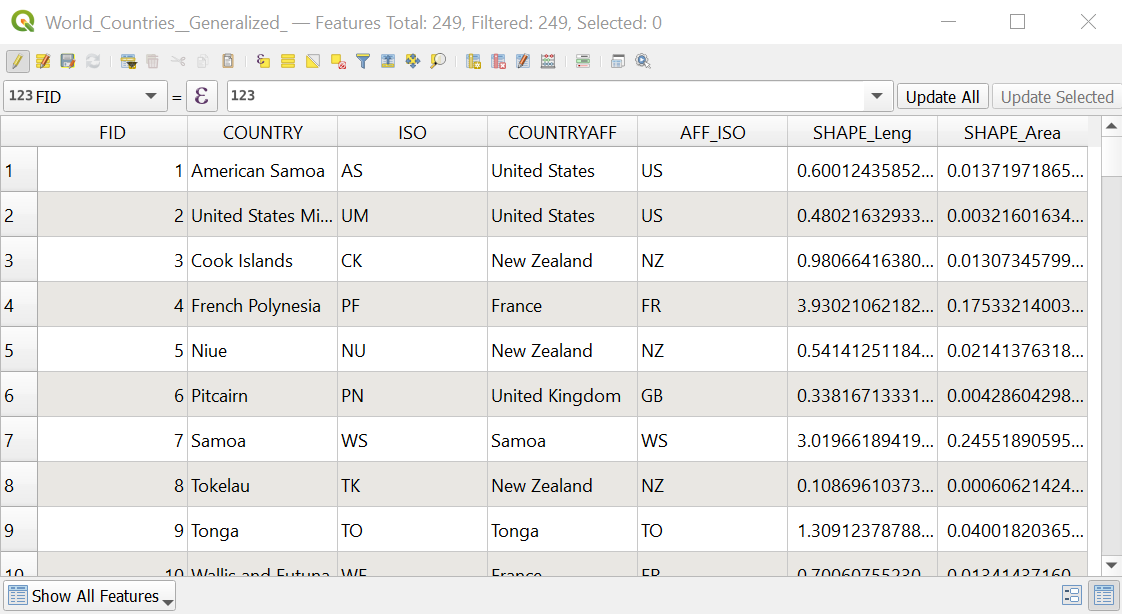 World_Countries__Generalized_ — Features Total: 249, Filtered: 249, Selected: 0
123 FID = ε 123 Update All Update Selected
FID COUNTRY ISO COUNTRYAFF AFF_ISO SHAPE_Leng SHAPE_Area
1 1 American Samoa AS United States US 0.60012435852... 0.01371971865...
2 2 United States Mi... UM United States US 0.48021632933... 0.00321601634...
3 3 Cook Islands CK New Zealand NZ 0.98066416380... 0.01307345799...
4 4 French Polynesia PF France FR 3.93021062182... 0.17533214003...
5 5 Niue NU New Zealand NZ 0.54141251184... 0.02141376318...
6 6 Pitcairn PN United Kingdom GB 0.33816713331... 0.00428604298...
7 7 Samoa WS Samoa WS 3.01966189419... 0.24551890595...
8 8 Tokelau TK New Zealand NZ 0.10869610373... 0.00060621424...
9 9 Tonga TO Tonga TO 1.30912378788... 0.04001820365...
10 10 Wallis and Futuna WF France FR 0.70060755230... 0.01341437160...
Show All Features